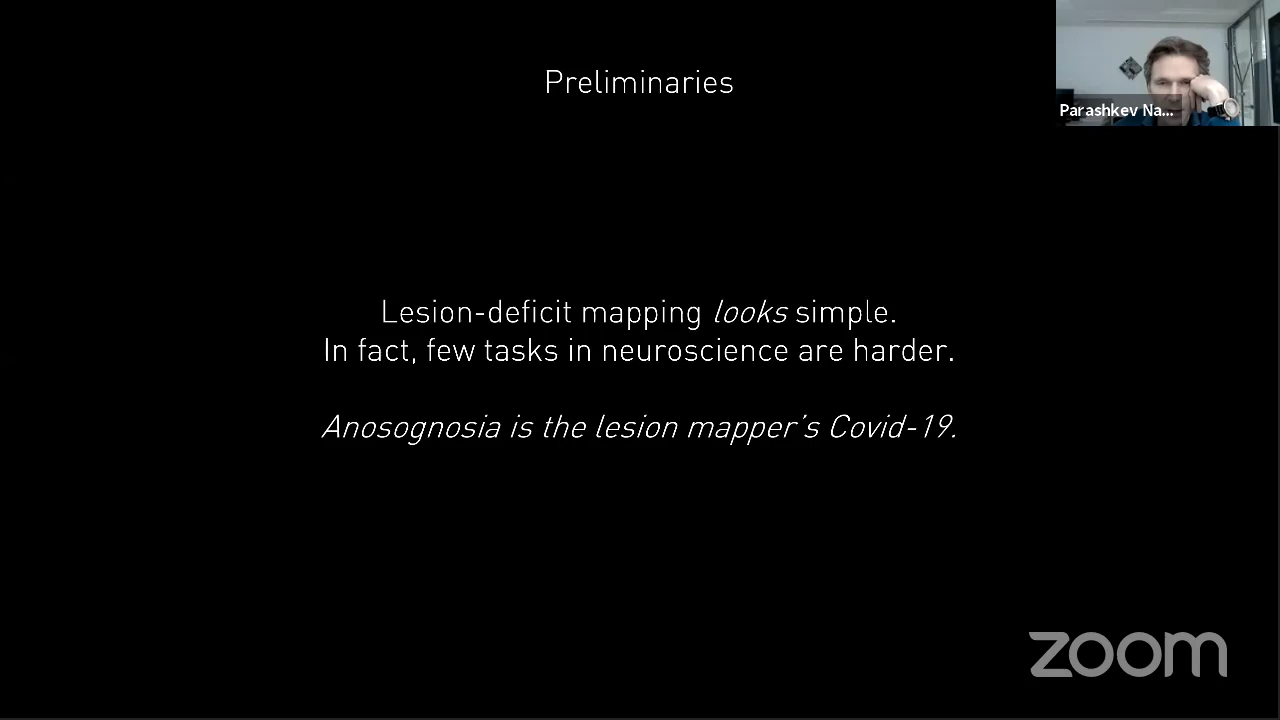 Preliminaries
Parashkev Na...
Lesion-deficit mapping looks simple.
In fact, few tasks in neuroscience are harder.
Anosognosia is the lesion mapper’s Covid-19.
zoom